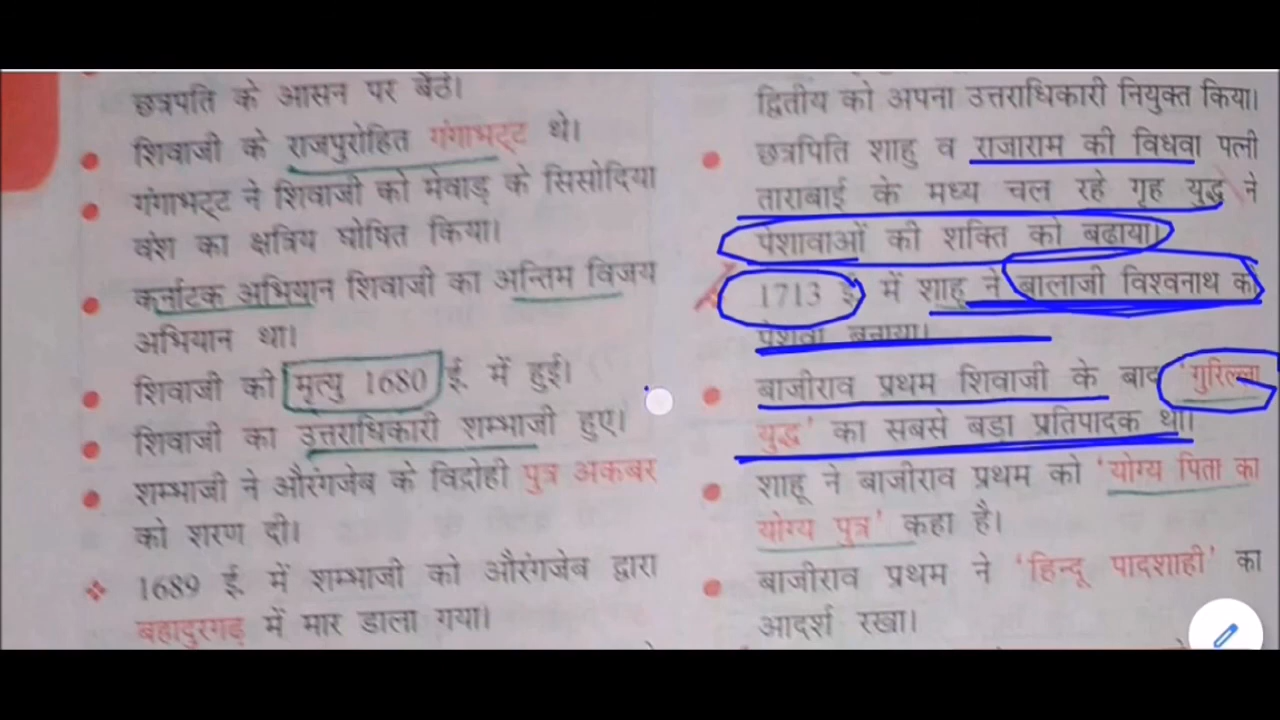 छत्रपति के आसन पर बैठे।
शिवाजी के राजपुरोहित गंगाभट्ट थे।
गंगाभट्ट ने शिवाजी को मेवाड़ के सिसोदिया
वंश का क्षत्रिय घोषित किया।
कर्नाटक अभियान शिवाजी का अन्तिम विजय
अभियान था।
शिवाजी की मृत्यु 1680 ई. में हुई।
शिवाजी का उत्तराधिकारी शम्भाजी हुए।
शम्भाजी ने औरंगजेब के विद्रोही पुत्र अकबर
को शरण दी।
1689 ई. में शम्भाजी को औरंगजेब द्वारा
बहादुरगढ़ में मार डाला गया।
द्वितीय को अपना उत्तराधिकारी नियुक्त किया।
छत्रपिति शाहु व राजाराम की विधवा पत्नी
ताराबाई के मध्य चल रहे गृह युद्ध ने
पेशावाओं की शक्ति को बढाया।
1713 ई. में शाहू ने बालाजी विश्वनाथ को
पेशवा बनाया।
बाजीराव प्रथम शिवाजी के बाद 'गुरिल्ला
युद्ध' का सबसे बड़ा प्रतिपादक था।
शाहू ने बाजीराव प्रथम को 'योग्य पिता का
योग्य पुत्र' कहा है।
बाजीराव प्रथम ने 'हिन्दू पादशाही' का
आदर्श रखा।